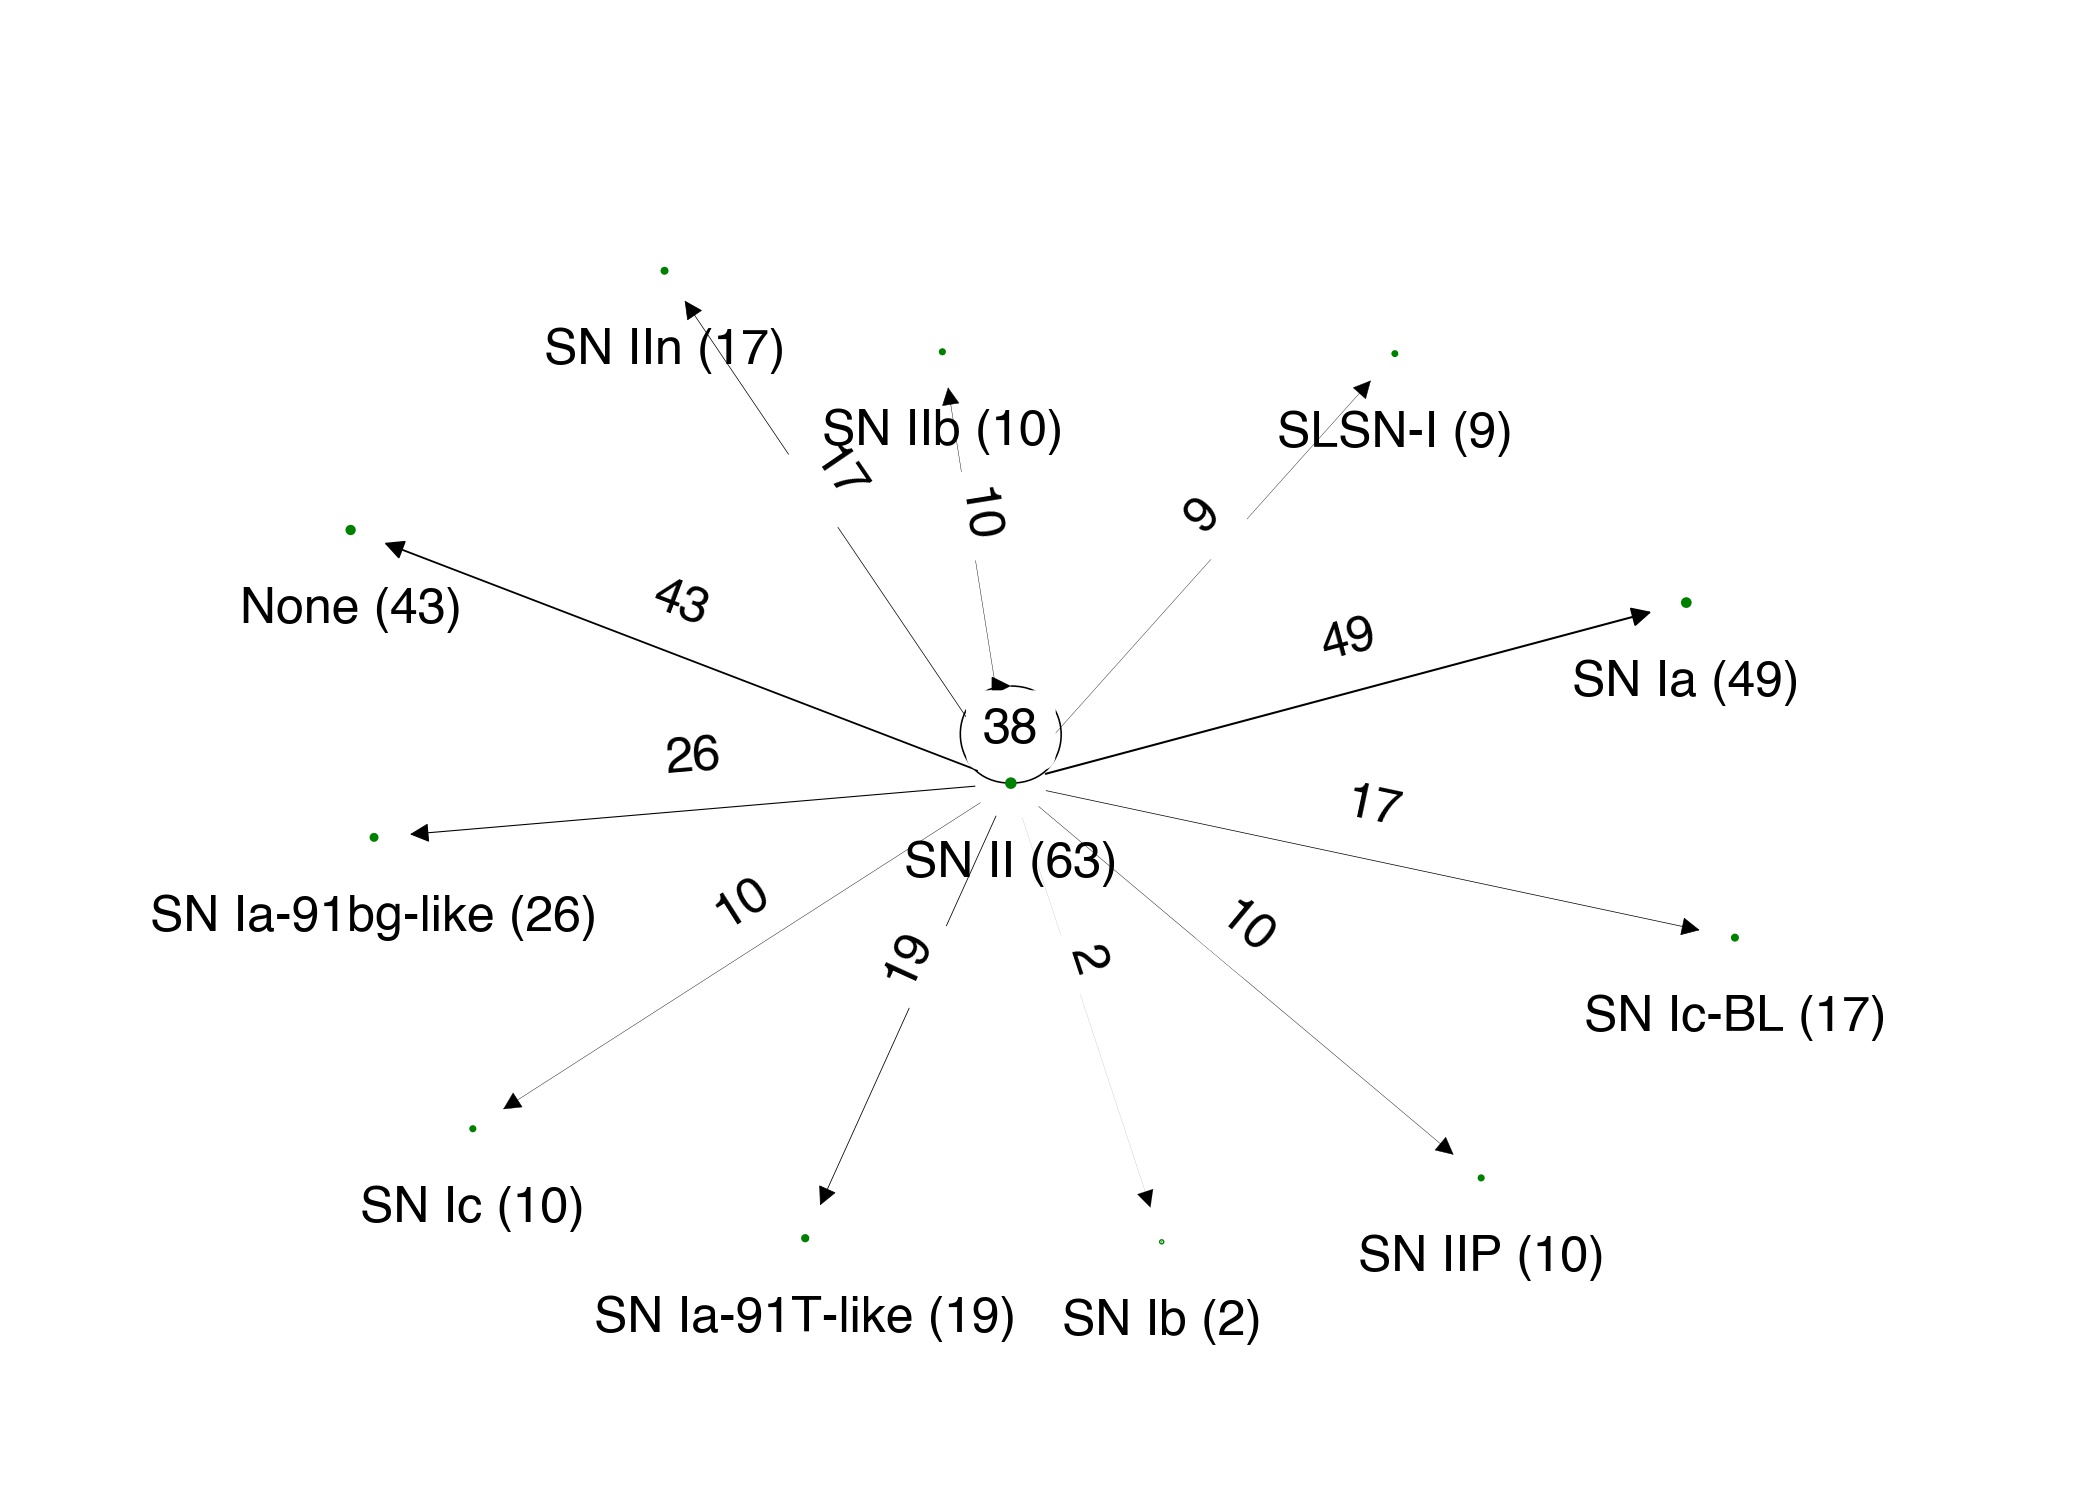 SN IIn (17)
SN IIb (10)
SLSN-I (9)
17
10
9
None (43)
43
49
SN Ia (49)
38
26
17
SN II (63)
SN Ia-91bg-like (26)
10
19
2
10
SN Ic-BL (17)
SN Ic (10)
SN IIP (10)
SN Ia-91T-like (19)
SN Ib (2)